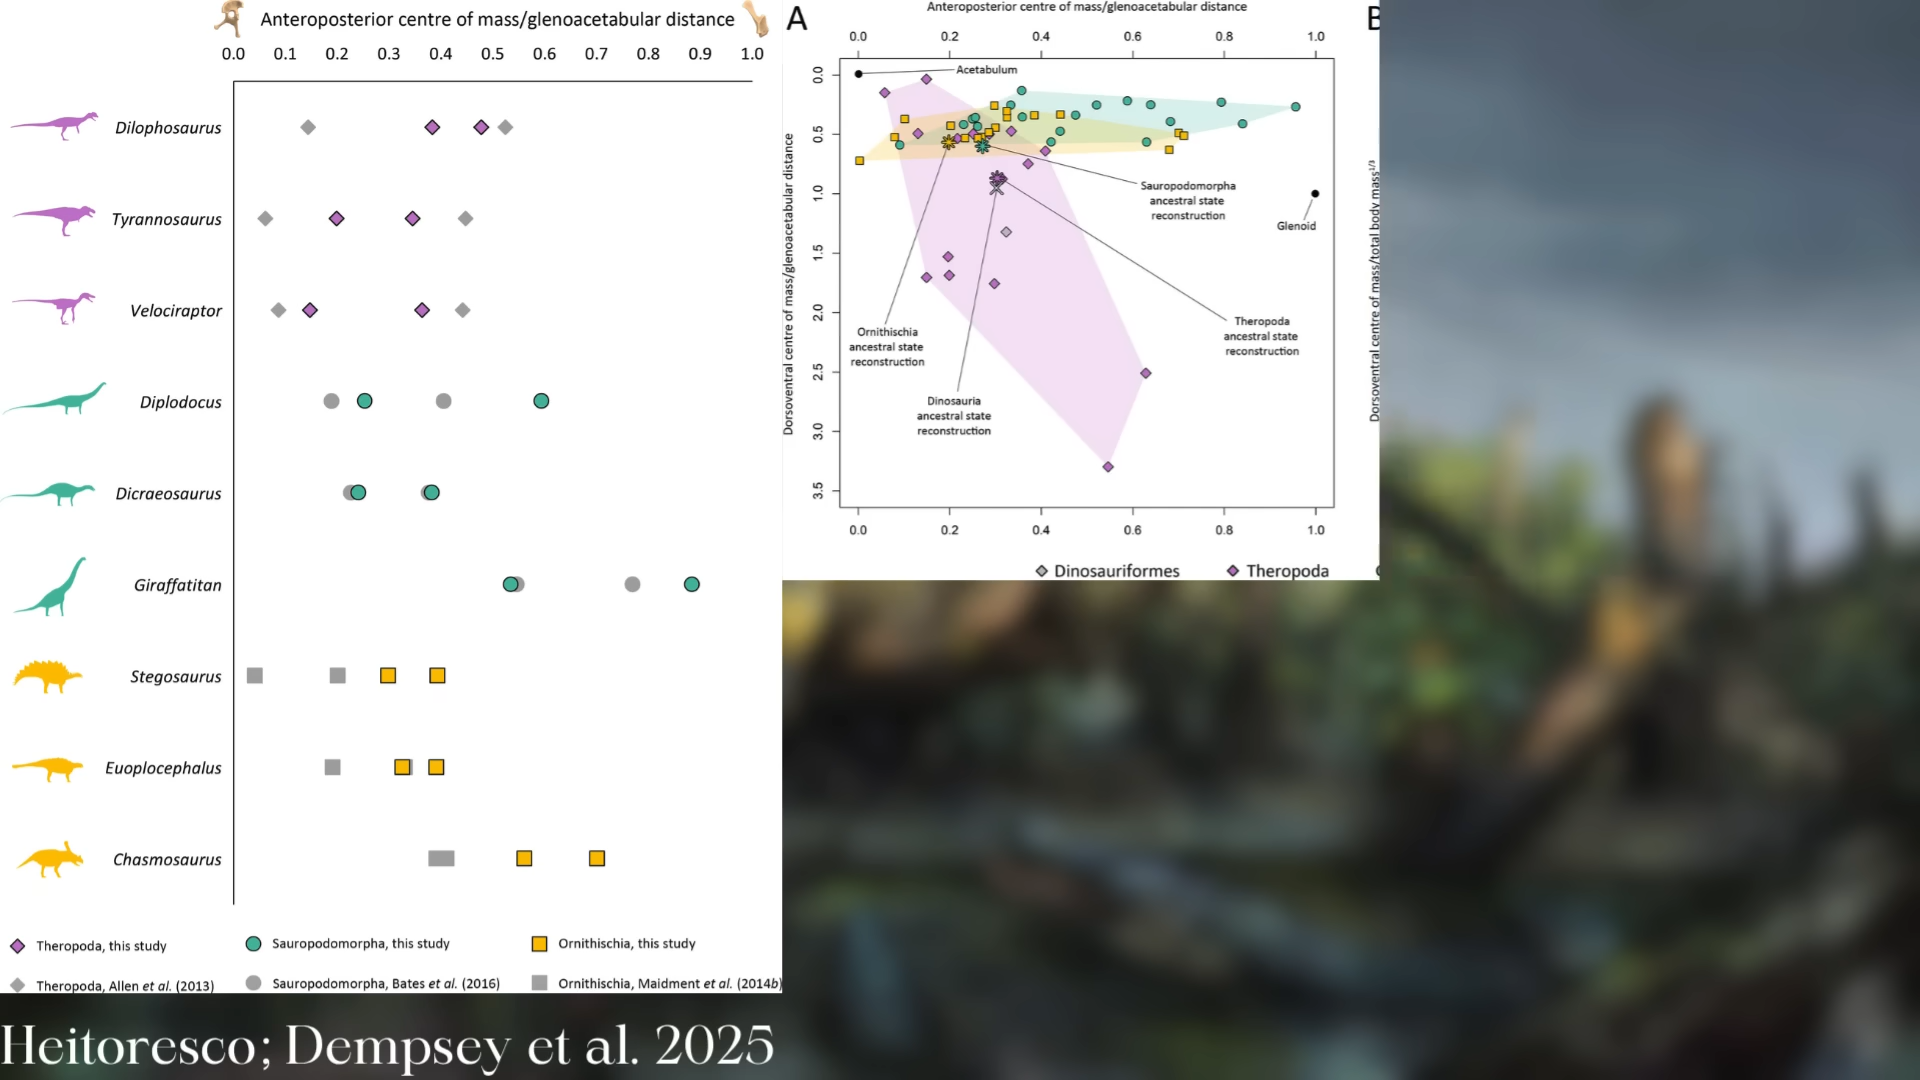 Anteroposterior centre of mass/glenoacetabular distance
0.0 0.1 0.2 0.3 0.4 0.5 0.6 0.7 0.8 0.9 1.0
Dilophosaurus
Tyrannosaurus
Velociraptor
Diplodocus
Dicraeosaurus
Giraffatitan
Stegosaurus
Euoplocephalus
Chasmosaurus
Theropoda, this study
Sauropodomorpha, this study
Ornithischia, this study
Theropoda, Allen et al. (2013)
Sauropodomorpha, Bates et al. (2016)
Ornithischia, Maidment et al. (2014b)
A
Anteroposterior centre of mass/glenoacetabular distance
B
0.0 0.2 0.4 0.6 0.8 1.0
Dorsoventral centre of mass/glenoacetabular distance
0.0
0.5
1.0
1.5
2.0
2.5
3.0
3.5
Acetabulum
Sauropodomorpha
ancestral state
reconstruction
Glenoid
Theropoda
ancestral state
reconstruction
Ornithischia
ancestral state
reconstruction
Dinosauria
ancestral state
reconstruction
0.0 0.2 0.4 0.6 0.8 1.0
Dinosauriformes
Theropoda
Dorsoventral centre of mass/total body mass1/3
Heitoresco; Dempsey et al. 2025